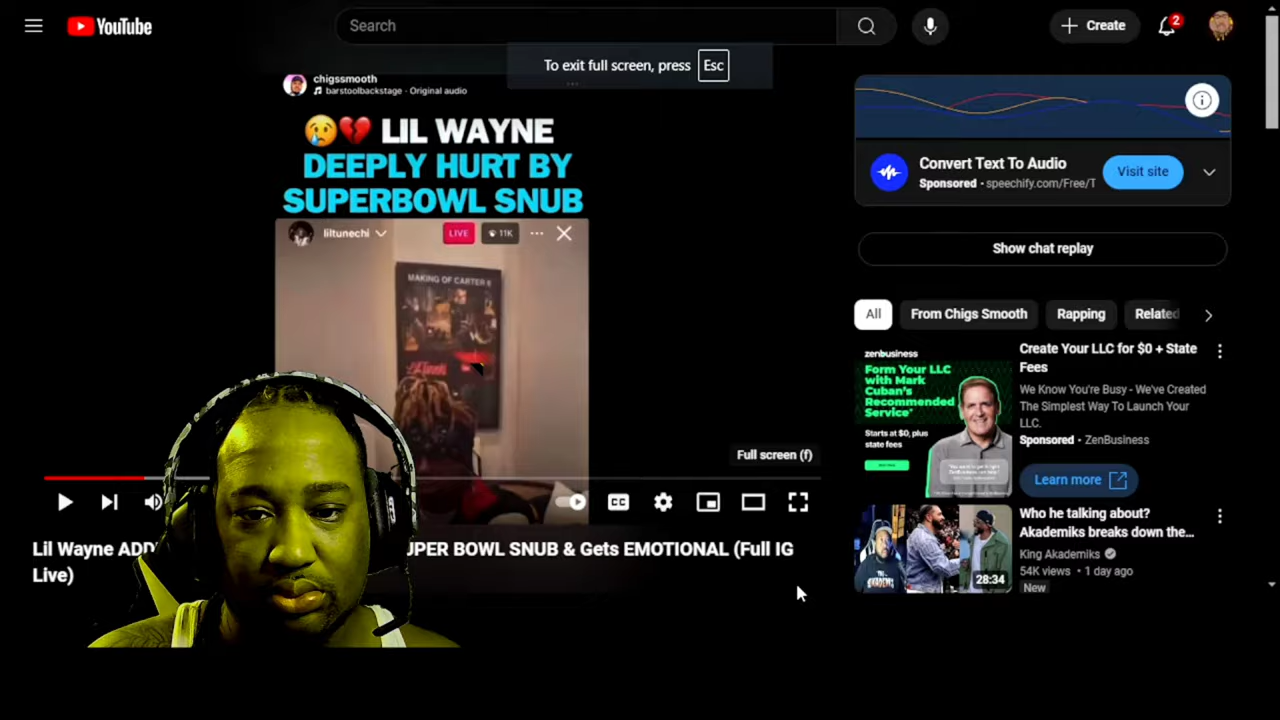 YouTube
Search
Create
2
To exit full screen, press Esc
chigssmooth
barstoolbackstage · Original audio
😢💔 LIL WAYNE
DEEPLY HURT BY
SUPERBOWL SNUB
liltunechi
LIVE
11K
MAKING OF CARTER 6
Full screen (f)
CC
Lil Wayne ADD
UPER BOWL SNUB & Gets EMOTIONAL (Full IG
Live)
Convert Text To Audio
Sponsored · speechify.com/Free/T
Visit site
Show chat replay
All
From Chigs Smooth
Rapping
Related
zenbusiness
Form Your LLC
with Mark
Cuban's
Recommended
Service*
Starts at $0, plus
state fees
Create Your LLC for $0 + State
Fees
We Know You're Busy - We've Created
The Simplest Way To Launch Your
LLC.
Sponsored · ZenBusiness
Learn more
28:34
Who he talking about?
Akademiks breaks down the...
King Akademiks
54K views · 1 day ago
New